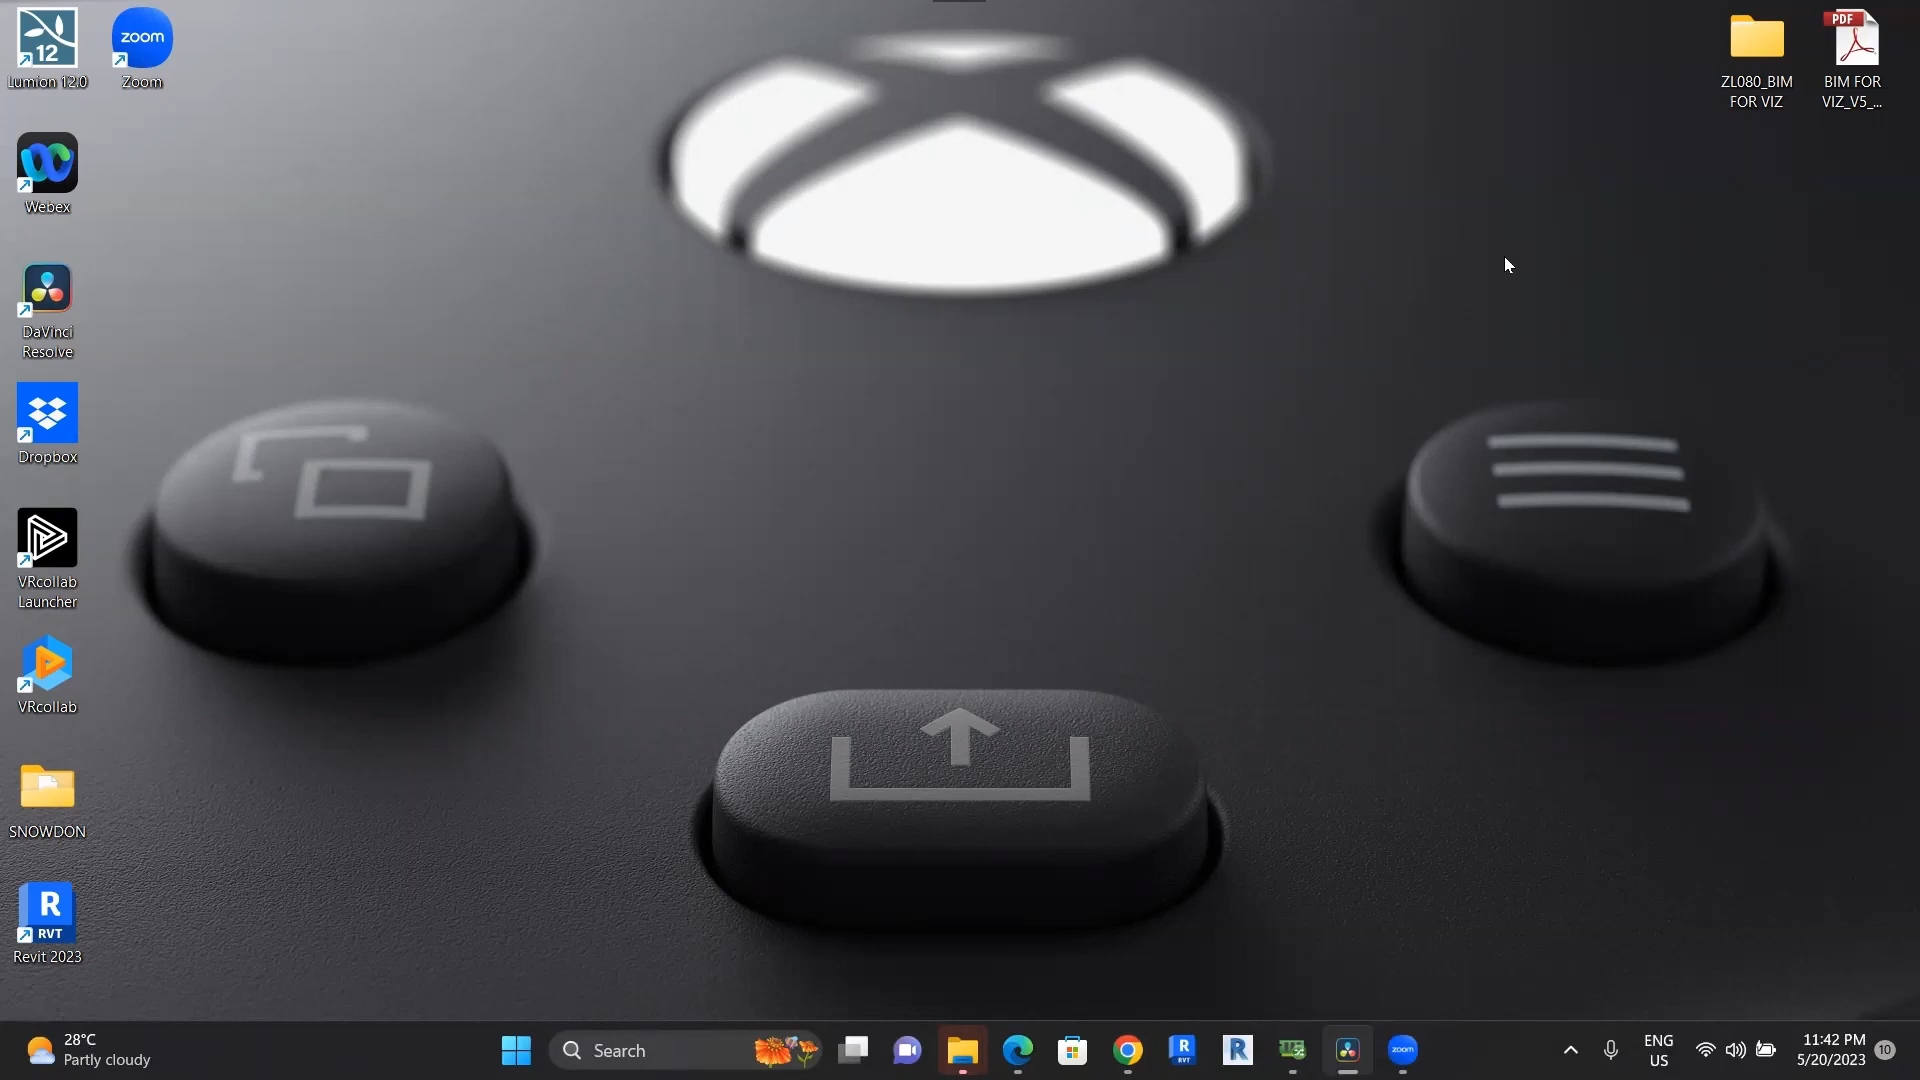 12
Lumion 12.0
zoom
Zoom
Webex
DaVinci
Resolve
Dropbox
VRcollab
Launcher
VRcollab
SNOWDON
R
RVT
Revit 2023
ZL080_BIM
FOR VIZ
PDF
BIM FOR
VIZ_V5_...
28°C
Partly cloudy
Search
R
RVT
R
zoom
ENG
US
11:42 PM
5/20/2023
10